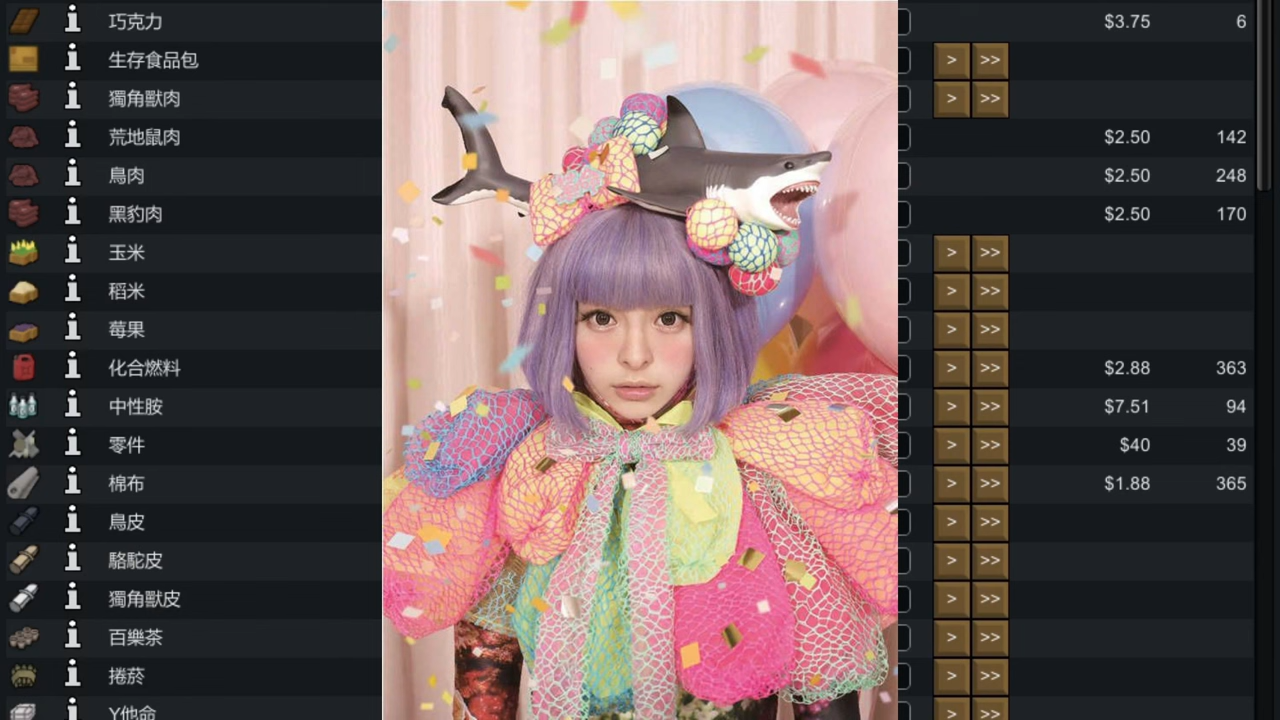 巧克力 $3.75 6
生存食品包 > >>
獨角獸肉 > >>
荒地鼠肉 $2.50 142
鳥肉 $2.50 248
黑豹肉 $2.50 170
玉米 > >>
稻米 > >>
莓果 > >>
化合燃料 > >> $2.88 363
中性胺 > >> $7.51 94
零件 > >> $40 39
棉布 > >> $1.88 365
鳥皮 > >>
駱駝皮 > >>
獨角獸皮 > >>
百樂茶 > >>
捲菸 > >>
Y他命 > >>